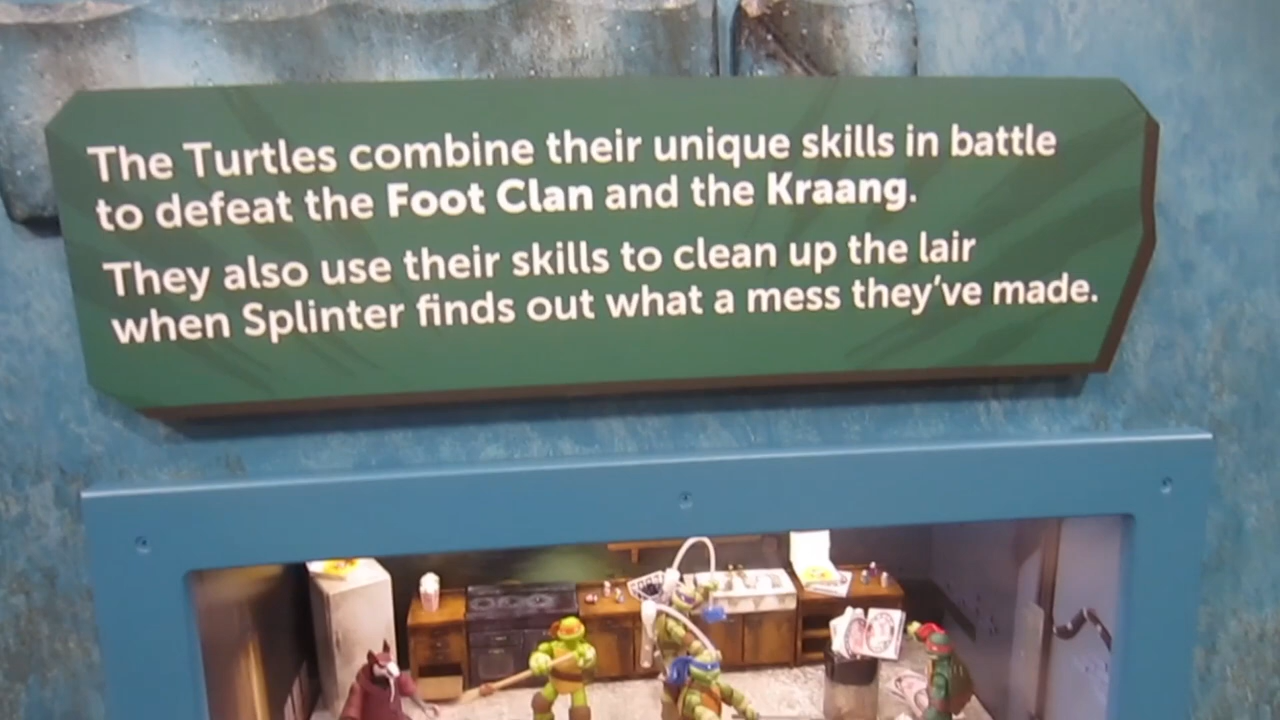 The Turtles combine their unique skills in battle
to defeat the Foot Clan and the Kraang.
They also use their skills to clean up the lair
when Splinter finds out what a mess they've made.